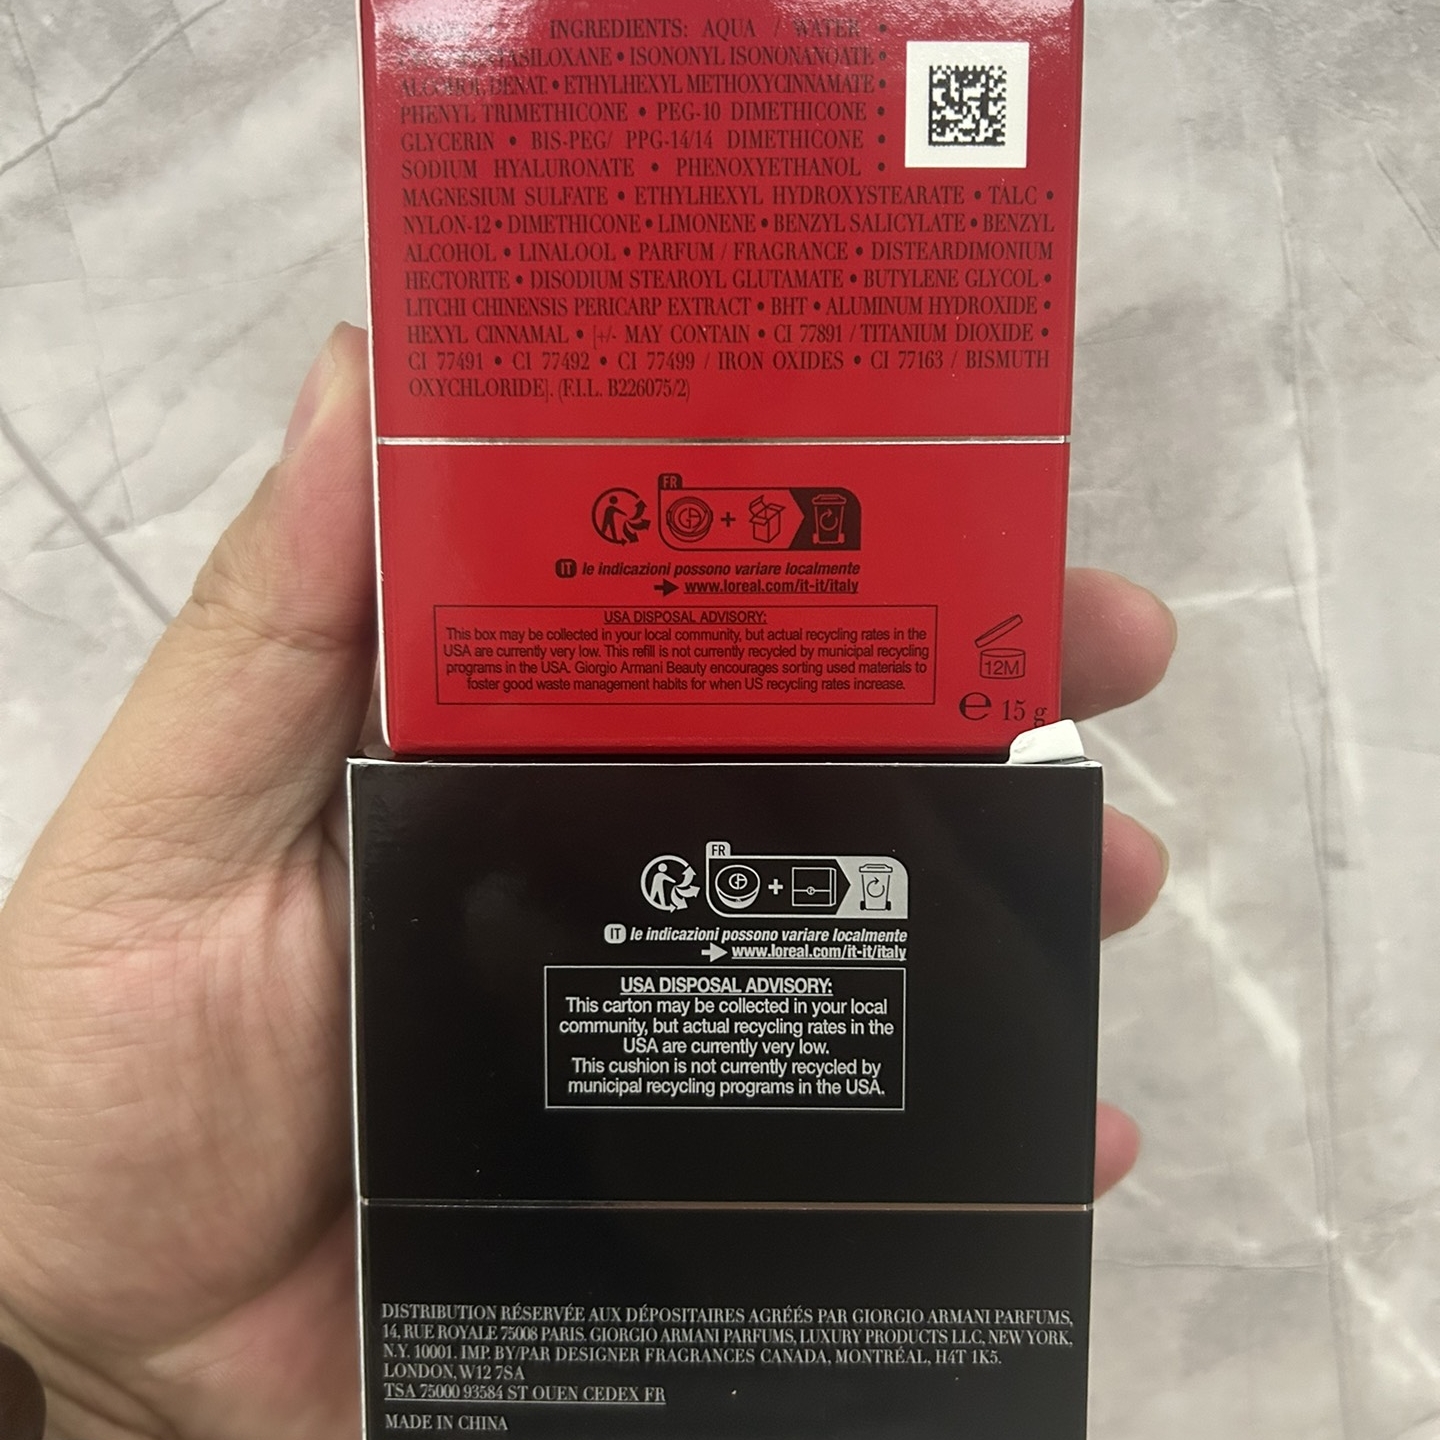 INGREDIENTS: AQUA / WATER •
ISONONYL ISONONANOATE •
ALCOHOL DENAT. • ETHYLHEXYL METHOXYCINNAMATE •
PHENYL TRIMETHICONE • PEG-10 DIMETHICONE •
GLYCERIN • BIS-PEG/ PPG-14/14 DIMETHICONE •
SODIUM HYALURONATE • PHENOXYETHANOL •
MAGNESIUM SULFATE • ETHYLHEXYL HYDROXYSTEARATE • TALC •
NYLON-12 • DIMETHICONE • LIMONENE • BENZYL SALICYLATE • BENZYL
ALCOHOL • LINALOOL • PARFUM / FRAGRANCE • DISTEARDIMONIUM
HECTORITE • DISODIUM STEAROYL GLUTAMATE • BUTYLENE GLYCOL •
LITCHI CHINENSIS PERICARP EXTRACT • BHT • ALUMINUM HYDROXIDE •
HEXYL CINNAMAL • [+/- MAY CONTAIN • CI 77891 / TITANIUM DIOXIDE •
CI 77491 • CI 77492 • CI 77499 / IRON OXIDES • CI 77163 / BISMUTH
OXYCHLORIDE]. (F.I.L. B226075/2)
FR
IT le indicazioni possono variare localmente
www.loreal.com/it-it/italy
USA DISPOSAL ADVISORY:
This box may be collected in your local community, but actual recycling rates in the
USA are currently very low. This refill is not currently recycled by municipal recycling
programs in the USA. Giorgio Armani Beauty encourages sorting used materials to
foster good waste management habits for when US recycling rates increase.
12M
e 15 g
FR
IT le indicazioni possono variare localmente
www.loreal.com/it-it/italy
USA DISPOSAL ADVISORY:
This carton may be collected in your local
community, but actual recycling rates in the
USA are currently very low.
This cushion is not currently recycled by
municipal recycling programs in the USA.
DISTRIBUTION RÉSERVÉE AUX DÉPOSITAIRES AGRÉÉS PAR GIORGIO ARMANI PARFUMS,
14, RUE ROYALE 75008 PARIS. GIORGIO ARMANI PARFUMS, LUXURY PRODUCTS LLC, NEW YORK,
N.Y. 10001. IMP. BY/PAR DESIGNER FRAGRANCES CANADA, MONTRÉAL, H4T 1K5.
LONDON, W12 7SA
TSA 75000 93584 ST OUEN CEDEX FR
MADE IN CHINA